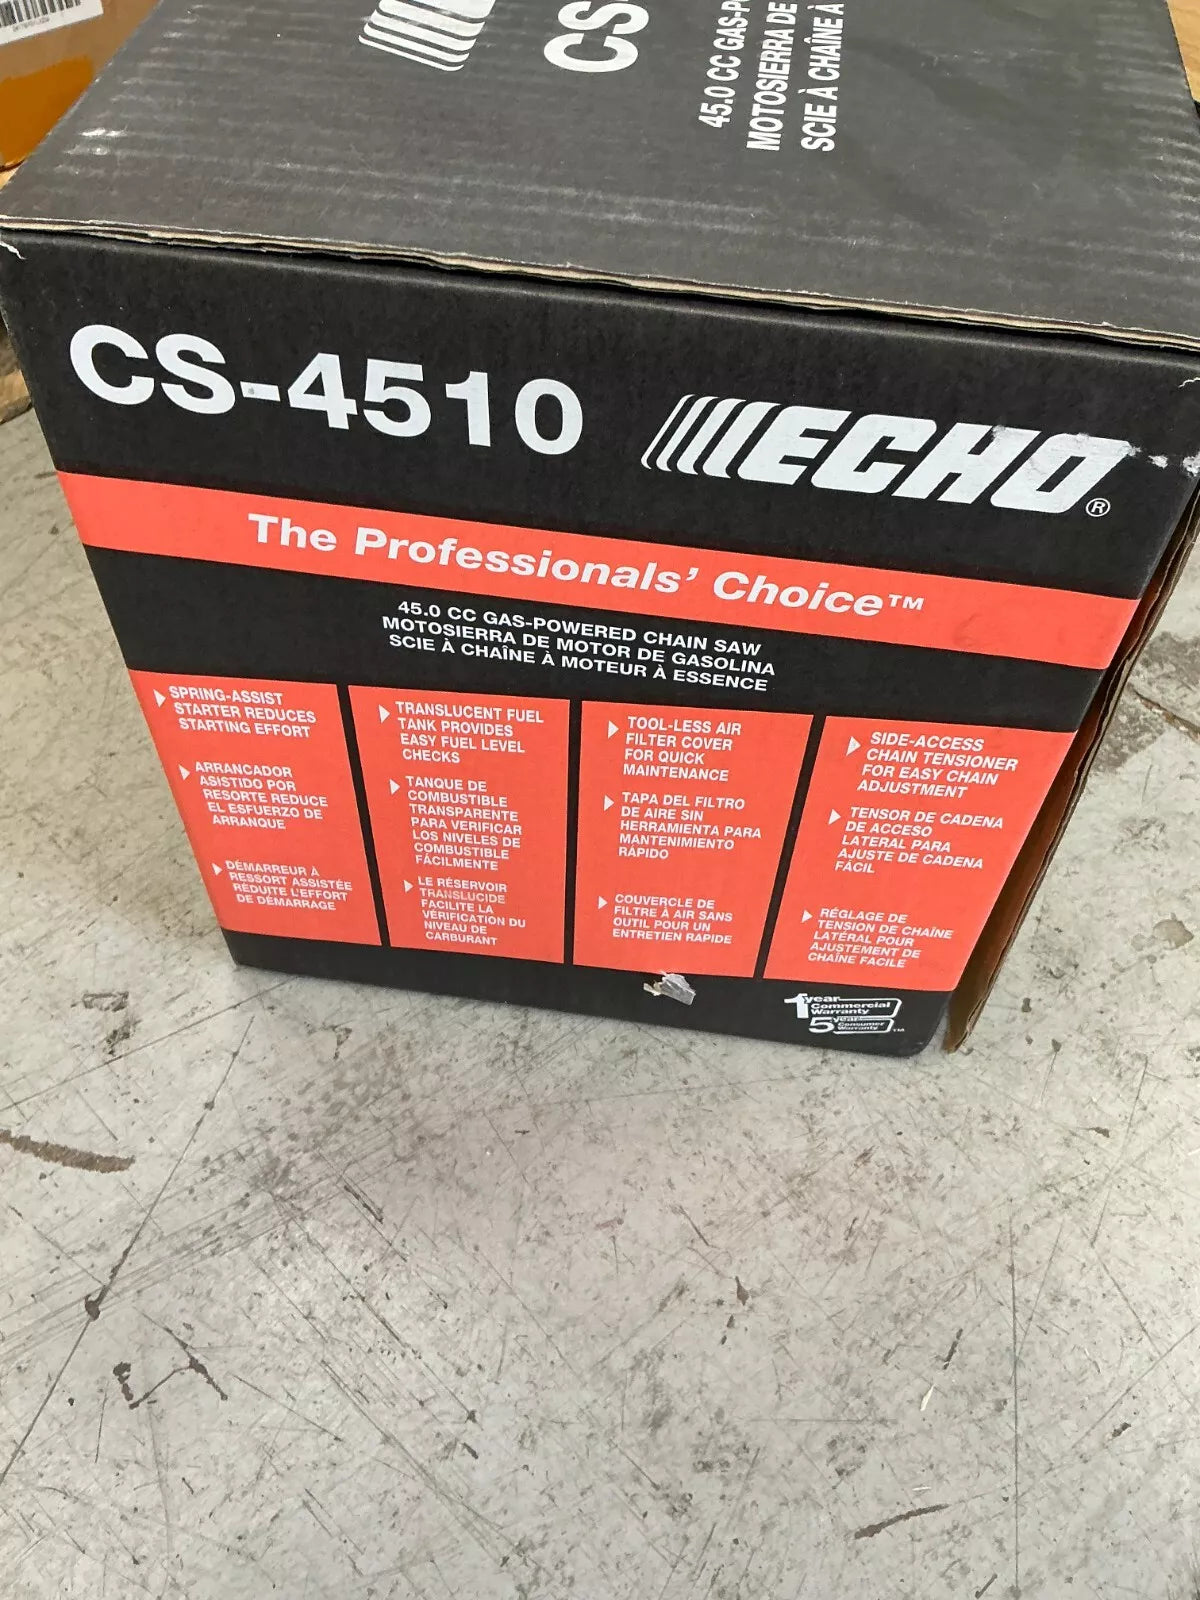 CS-
45.0 CC GAS-P
MOTOSIERRA DE
SCIE À CHAÎNE À
CS-4510
ECHO®
The Professionals' Choice™
45.0 CC GAS-POWERED CHAIN SAW
MOTOSIERRA DE MOTOR DE GASOLINA
SCIE À CHAÎNE À MOTEUR À ESSENCE
SPRING-ASSIST
STARTER REDUCES
STARTING EFFORT
ARRANCADOR
ASISTIDO POR
RESORTE REDUCE
EL ESFUERZO DE
ARRANQUE
DÉMARREUR À
RESSORT ASSISTÉE
RÉDUITE L'EFFORT
DE DÉMARRAGE
TRANSLUCENT FUEL
TANK PROVIDES
EASY FUEL LEVEL
CHECKS
TANQUE DE
COMBUSTIBLE
TRANSPARENTE
PARA VERIFICAR
LOS NIVELES DE
COMBUSTIBLE
FÁCILMENTE
LE RÉSERVOIR
TRANSLUCIDE
FACILITE LA
VÉRIFICATION DU
NIVEAU DE
CARBURANT
TOOL-LESS AIR
FILTER COVER
FOR QUICK
MAINTENANCE
TAPA DEL FILTRO
DE AIRE SIN
HERRAMIENTA PARA
MANTENIMIENTO
RÁPIDO
COUVERCLE DE
FILTRE À AIR SANS
OUTIL POUR UN
ENTRETIEN RAPIDE
SIDE-ACCESS
CHAIN TENSIONER
FOR EASY CHAIN
ADJUSTMENT
TENSOR DE CADENA
DE ACCESO
LATERAL PARA
AJUSTE DE CADENA
FÁCIL
RÉGLAGE DE
TENSION DE CHAÎNE
LATÉRAL POUR
AJUSTEMENT DE
CHAÎNE FACILE
1 year
Commercial
Warranty
5 years
Consumer
Warranty ™